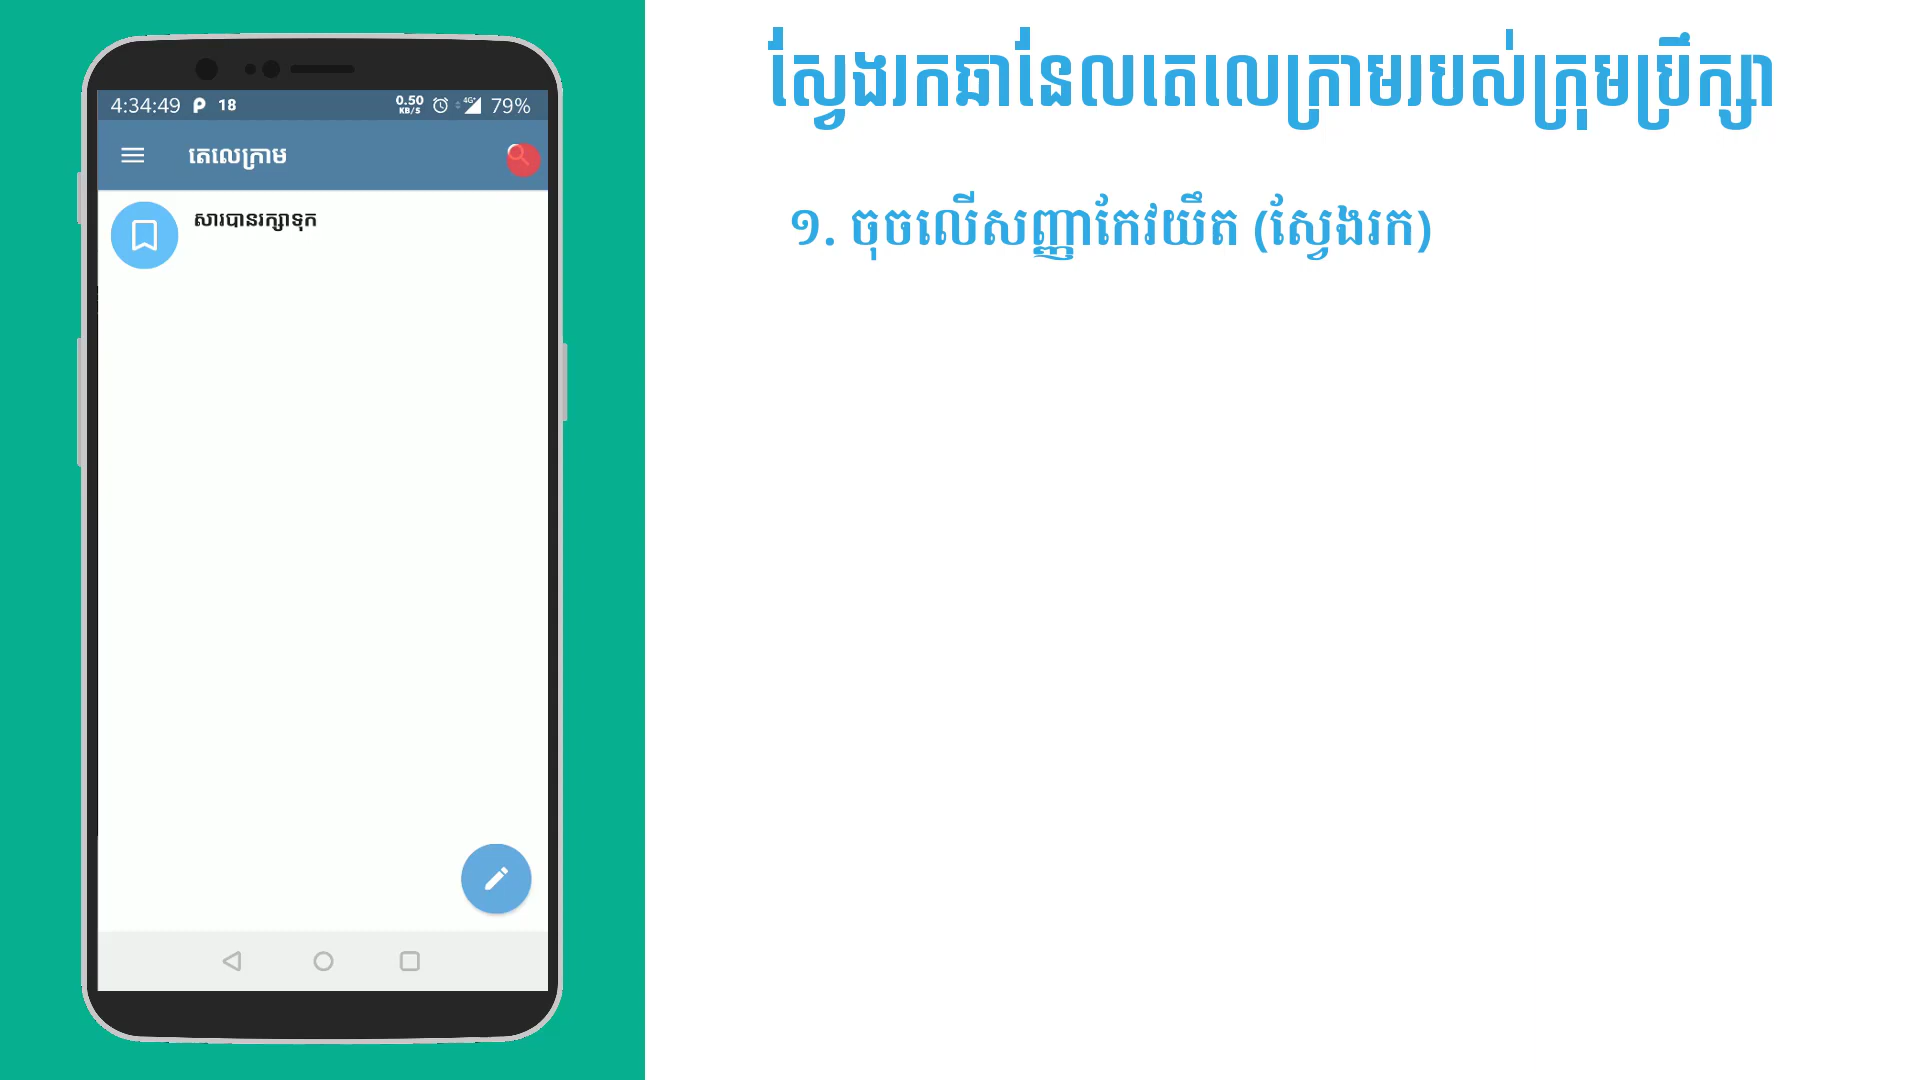 ស្វែងរកឆានែលតេលេក្រាមរបស់ក្រុមប្រឹក្សា
១. ចុចលើសញ្ញាកែវយឹត (ស្វែងរក)
4:34:49 18 0.50 KB/S 4G+ 79%
តេលេក្រាម
សារបានរក្សាទុក